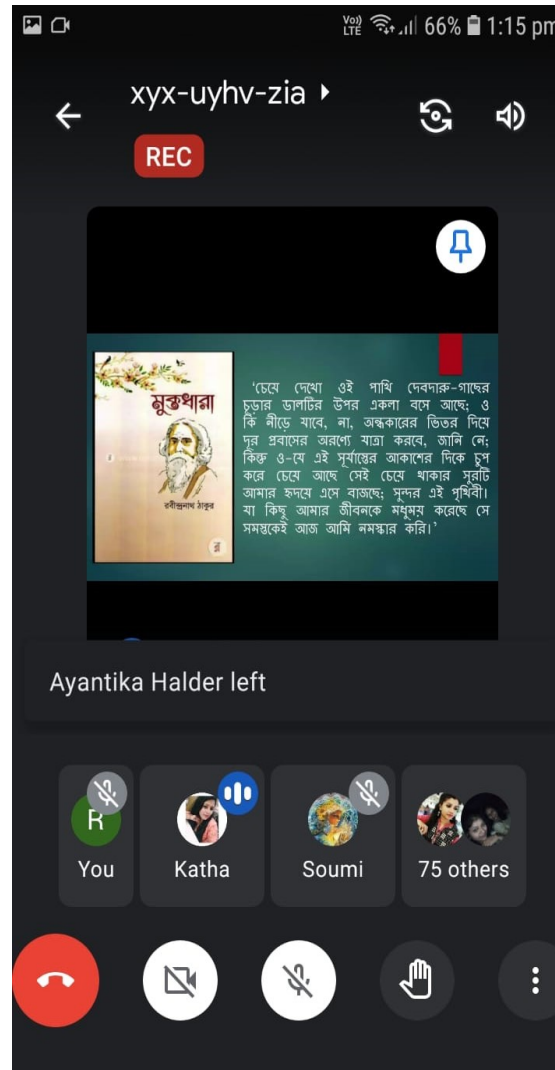 Vo))
LTE
66%
1:15 pm
xyx-uyhv-zia
REC
মুক্তধারা
রবীন্দ্রনাথ ঠাকুর
'চেয়ে দেখো ওই পাখি দেবদারু-গাছের
চূড়ার ডালটির উপর একলা বসে আছে; ও
কি নীড়ে যাবে, না, অন্ধকারের ভিতর দিয়ে
দূর প্রবাসের অরণ্যে যাত্রা করবে, জানি নে;
কিন্তু ও-যে এই সূর্যাস্তের আকাশের দিকে চুপ
করে চেয়ে আছে সেই চেয়ে থাকার সুরটি
আমার হৃদয়ে এসে বাজছে; সুন্দর এই পৃথিবী।
যা কিছু আমার জীবনকে মধুময় করেছে সে
সমস্তকেই আজ আমি নমস্কার করি।'
Ayantika Halder left
R
You
Katha
Soumi
75 others